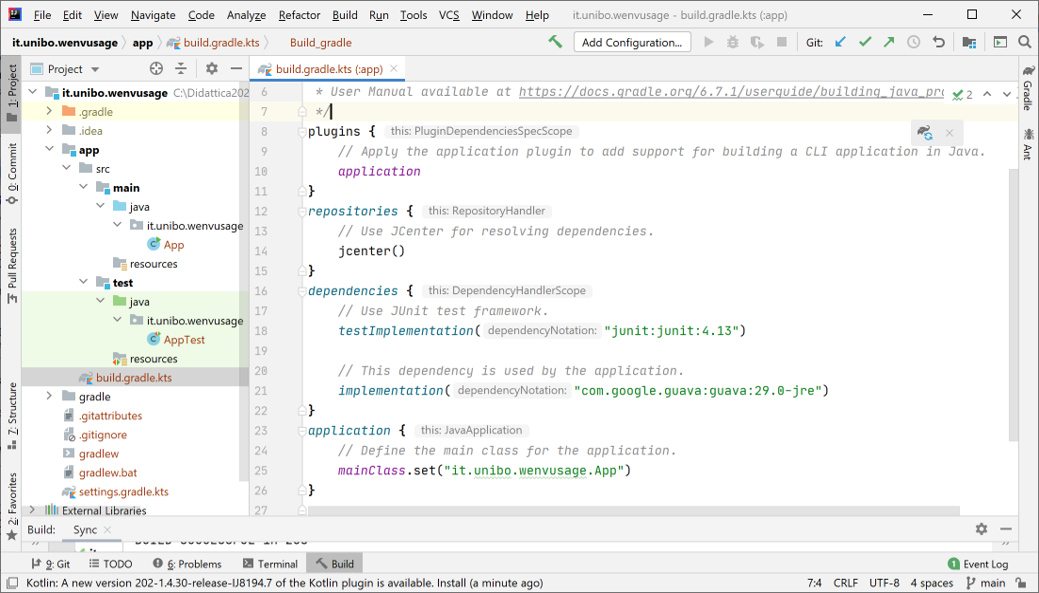 File Edit View Navigate Code Analyze Refactor Build Run Tools VCS Window Help it.unibo.wenvusage - build.gradle.kts (:app)
it.unibo.wenvusage app build.gradle.kts Build_gradle Add Configuration... Git:
1: Project
0: Commit
Pull Requests
7: Structure
2: Favorites
Project
it.unibo.wenvusage C:\Didattica202
.gradle
.idea
app
src
main
java
it.unibo.wenvusage
App
resources
test
java
it.unibo.wenvusage
AppTest
resources
build.gradle.kts
gradle
.gitattributes
.gitignore
gradlew
gradlew.bat
settings.gradle.kts
External Libraries
build.gradle.kts (:app)
6 * User Manual available at https://docs.gradle.org/6.7.1/userguide/building_java_pro 2
7 */
8 plugins { this: PluginDependenciesSpecScope
9 // Apply the application plugin to add support for building a CLI application in Java.
10 application
11 }
12 repositories { this: RepositoryHandler
13 // Use JCenter for resolving dependencies.
14 jcenter()
15 }
16 dependencies { this: DependencyHandlerScope
17 // Use JUnit test framework.
18 testImplementation( dependencyNotation: "junit:junit:4.13")
19
20 // This dependency is used by the application.
21 implementation( dependencyNotation: "com.google.guava:guava:29.0-jre")
22 }
23 application { this: JavaApplication
24 // Define the main class for the application.
25 mainClass.set("it.unibo.wenvusage.App")
26 }
27
Gradle
Ant
Build: Sync
9: Git TODO 6: Problems Terminal Build 1 Event Log
Kotlin: A new version 202-1.4.30-release-IJ8194.7 of the Kotlin plugin is available. Install (a minute ago) 7:4 CRLF UTF-8 4 spaces main